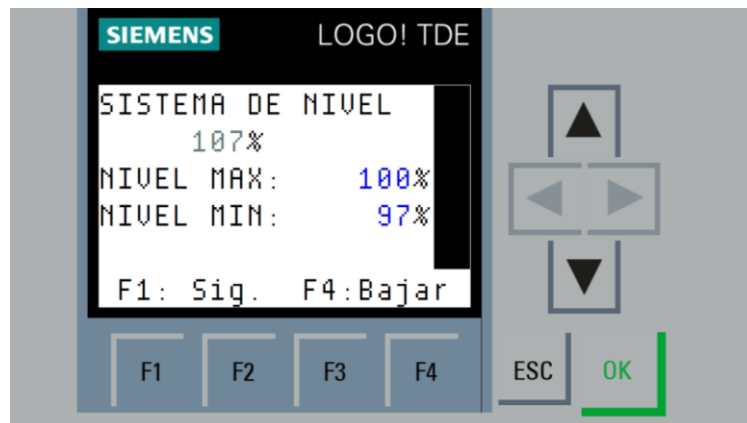 SIEMENS LOGO! TDE
SISTEMA DE NIVEL
107%
NIVEL MAX: 100%
NIVEL MIN: 97%
F1: Sig. F4:Bajar
F1 F2 F3 F4 ESC OK